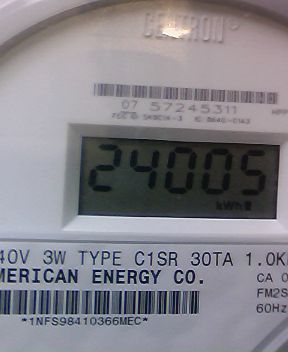 CENTRON®
07 57245311
24005
kWh
40V 3W TYPE C1SR 30TA 1.0K
MERICAN ENERGY CO.
CA 0
FM2S
60Hz
*1NFS98410366MEC*